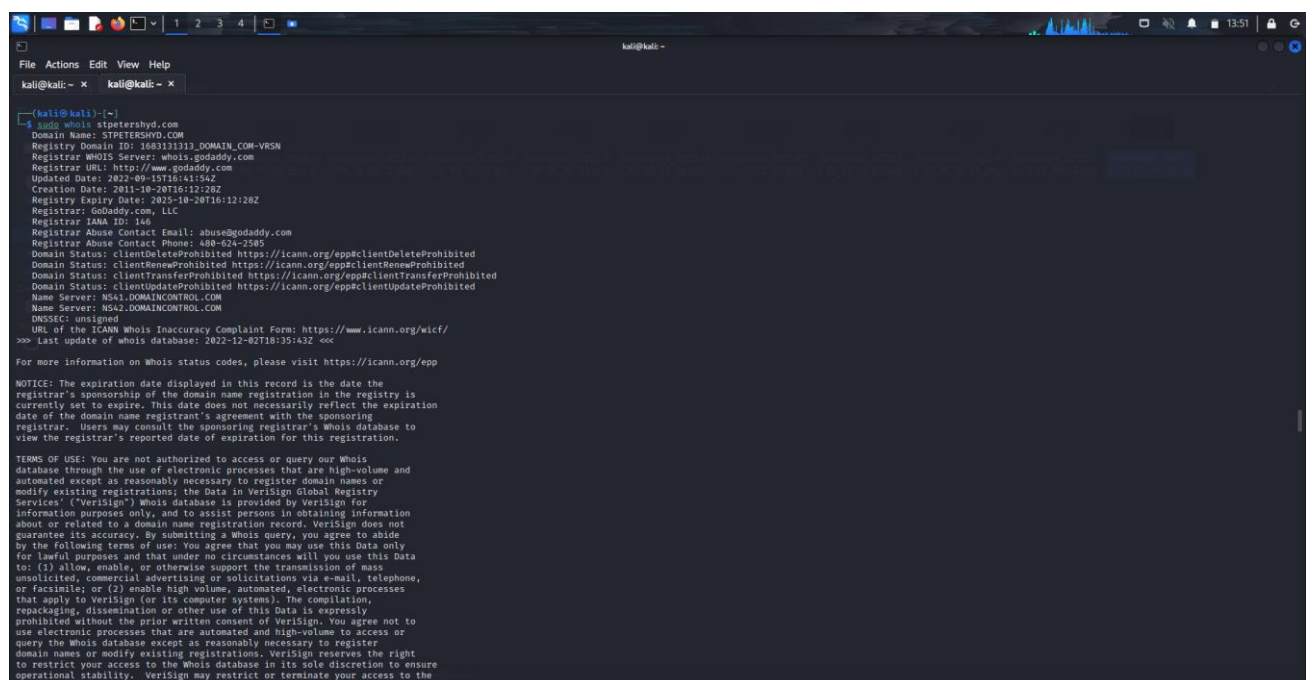 1 2 3 4
13:51
kali@kali: ~
File Actions Edit View Help
kali@kali: ~ × kali@kali: ~ ×
(kali㉿kali)-[~]
$ sudo whois stpetershyd.com
Domain Name: STPETERSHYD.COM
Registry Domain ID: 1683131313_DOMAIN_COM-VRSN
Registrar WHOIS Server: whois.godaddy.com
Registrar URL: http://www.godaddy.com
Updated Date: 2022-09-15T16:41:54Z
Creation Date: 2011-10-20T16:12:28Z
Registry Expiry Date: 2025-10-20T16:12:28Z
Registrar: GoDaddy.com, LLC
Registrar IANA ID: 146
Registrar Abuse Contact Email: abuse@godaddy.com
Registrar Abuse Contact Phone: 480-624-2505
Domain Status: clientDeleteProhibited https://icann.org/epp#clientDeleteProhibited
Domain Status: clientRenewProhibited https://icann.org/epp#clientRenewProhibited
Domain Status: clientTransferProhibited https://icann.org/epp#clientTransferProhibited
Domain Status: clientUpdateProhibited https://icann.org/epp#clientUpdateProhibited
Name Server: NS41.DOMAINCONTROL.COM
Name Server: NS42.DOMAINCONTROL.COM
DNSSEC: unsigned
URL of the ICANN Whois Inaccuracy Complaint Form: https://www.icann.org/wicf/
>>> Last update of whois database: 2022-12-02T18:35:43Z <<<
For more information on Whois status codes, please visit https://icann.org/epp
NOTICE: The expiration date displayed in this record is the date the
registrar's sponsorship of the domain name registration in the registry is
currently set to expire. This date does not necessarily reflect the expiration
date of the domain name registrant's agreement with the sponsoring
registrar. Users may consult the sponsoring registrar's Whois database to
view the registrar's reported date of expiration for this registration.
TERMS OF USE: You are not authorized to access or query our Whois
database through the use of electronic processes that are high-volume and
automated except as reasonably necessary to register domain names or
modify existing registrations; the Data in VeriSign Global Registry
Services' ("VeriSign") Whois database is provided by VeriSign for
information purposes only, and to assist persons in obtaining information
about or related to a domain name registration record. VeriSign does not
guarantee its accuracy. By submitting a Whois query, you agree to abide
by the following terms of use: You agree that you may use this Data only
for lawful purposes and that under no circumstances will you use this Data
to: (1) allow, enable, or otherwise support the transmission of mass
unsolicited, commercial advertising or solicitations via e-mail, telephone,
or facsimile; or (2) enable high volume, automated, electronic processes
that apply to VeriSign (or its computer systems). The compilation,
repackaging, dissemination or other use of this Data is expressly
prohibited without the prior written consent of VeriSign. You agree not to
use electronic processes that are automated and high-volume to access or
query the Whois database except as reasonably necessary to register
domain names or modify existing registrations. VeriSign reserves the right
to restrict your access to the Whois database in its sole discretion to ensure
operational stability. VeriSign may restrict or terminate your access to the